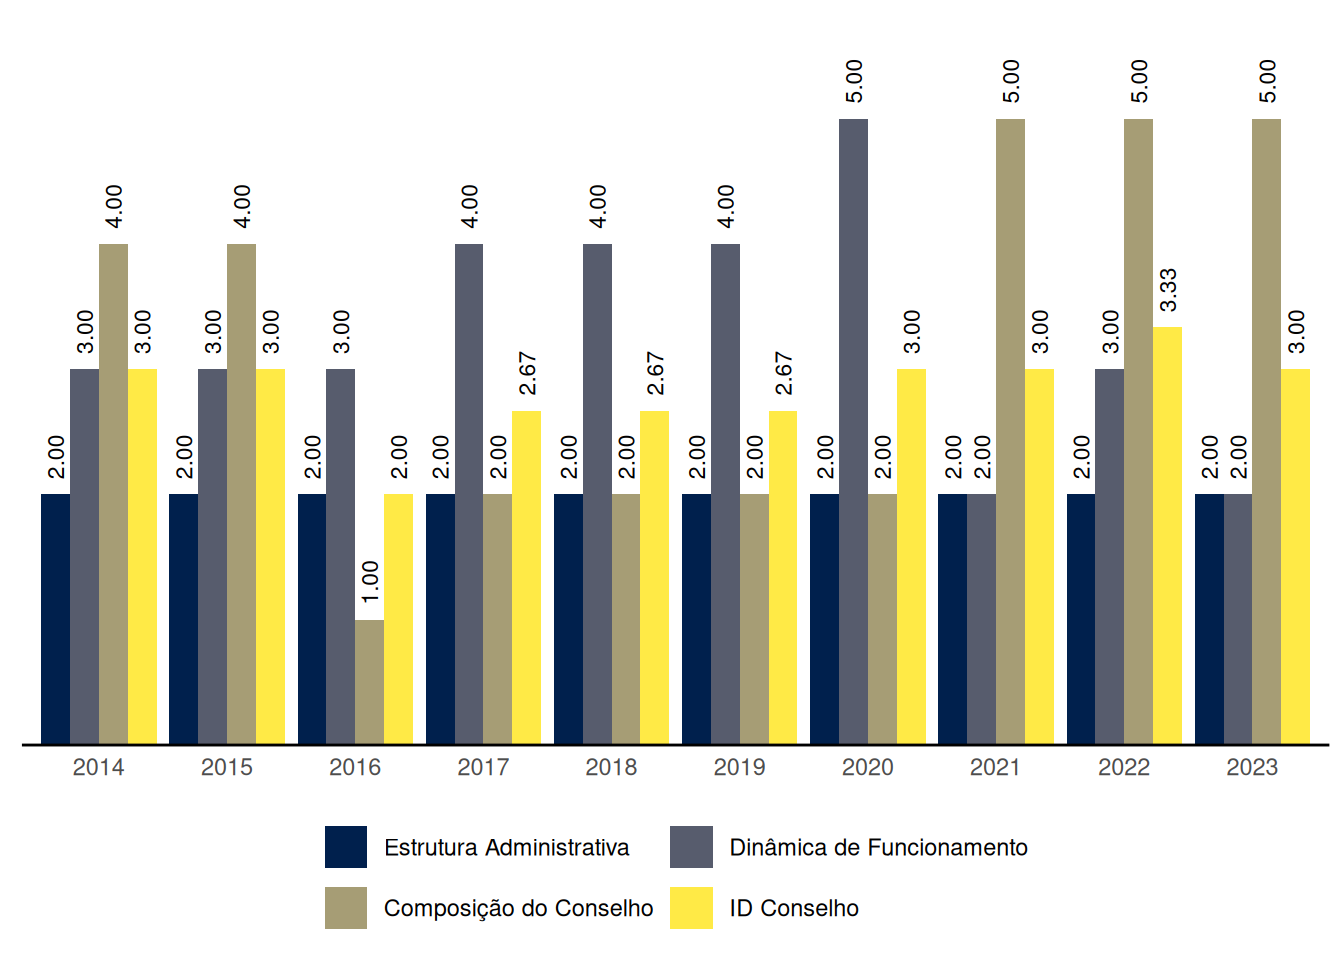 5.00 5.00 5.00 5.00
4.00 4.00 4.00 4.00 4.00
3.33
3.00 3.00 3.00 3.00 3.00 3.00 3.00 3.00 3.00
2.67 2.67 2.67
2.00 2.00 2.00 2.00 2.00 2.00 2.00 2.00 2.00 2.00 2.00 2.00 2.00 2.00 2.00 2.00 2.00
1.00
2014 2015 2016 2017 2018 2019 2020 2021 2022 2023
Estrutura Administrativa Dinâmica de Funcionamento
Composição do Conselho ID Conselho